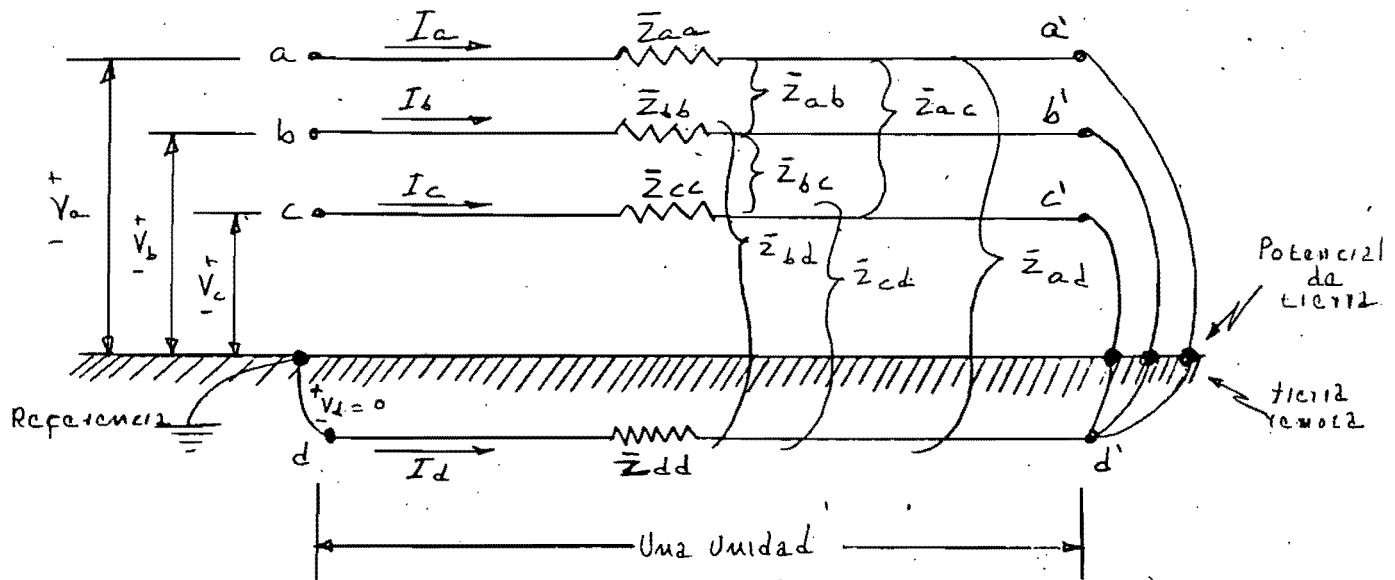 a Ia Z̄aa a'
b Ib Z̄bb Z̄ab Z̄ac b'
c Ic Z̄cc Z̄bc c'
+ Va -
+ Vb -
+ Vc -
Z̄bd Z̄cd Z̄ad
Potencial
de
tierra
Referencia
+ Vd = 0 -
tierra
remota
d Id Z̄dd d'
Una Unidad